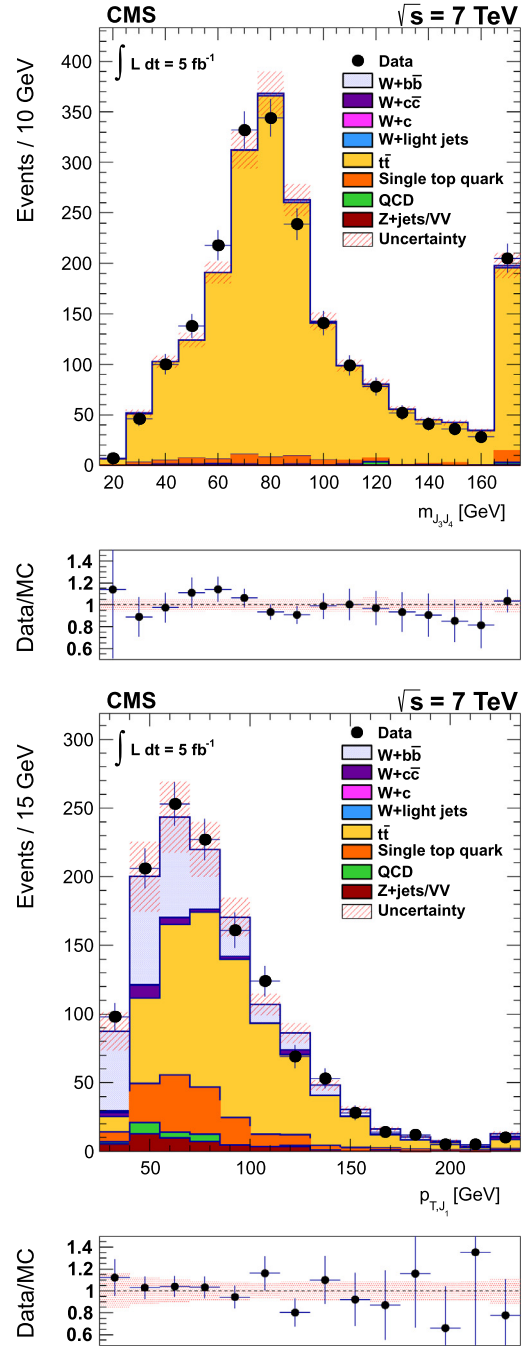 CMS √s = 7 TeV
∫ L dt = 5 fb⁻¹
Data
W+bb̅
W+cc̅
W+c
W+light jets
tt̅
Single top quark
QCD
Z+jets/VV
Uncertainty
Events / 10 GeV
400
350
300
250
200
150
100
50
0
20 40 60 80 100 120 140 160
m_{J₃J₄} [GeV]
Data/MC
1.4
1.2
1
0.8
0.6
CMS √s = 7 TeV
∫ L dt = 5 fb⁻¹
Data
W+bb̅
W+cc̅
W+c
W+light jets
tt̅
Single top quark
QCD
Z+jets/VV
Uncertainty
Events / 15 GeV
300
250
200
150
100
50
0
50 100 150 200
p_{T,J₁} [GeV]
Data/MC
1.4
1.2
1
0.8
0.6